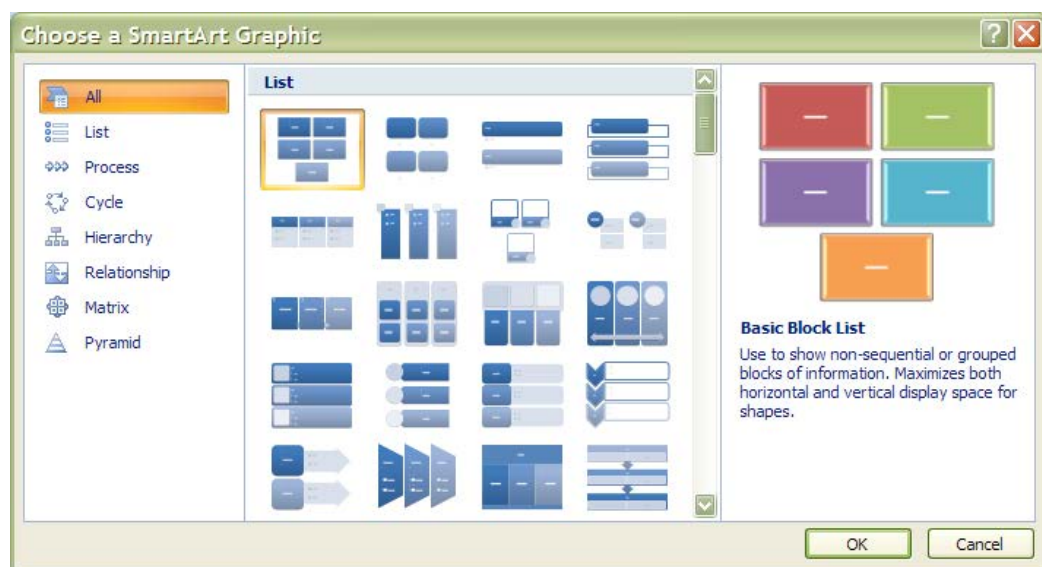 Choose a SmartArt Graphic
All
List
Process
Cycle
Hierarchy
Relationship
Matrix
Pyramid
List
Basic Block List
Use to show non-sequential or grouped
blocks of information. Maximizes both
horizontal and vertical display space for
shapes.
OK
Cancel